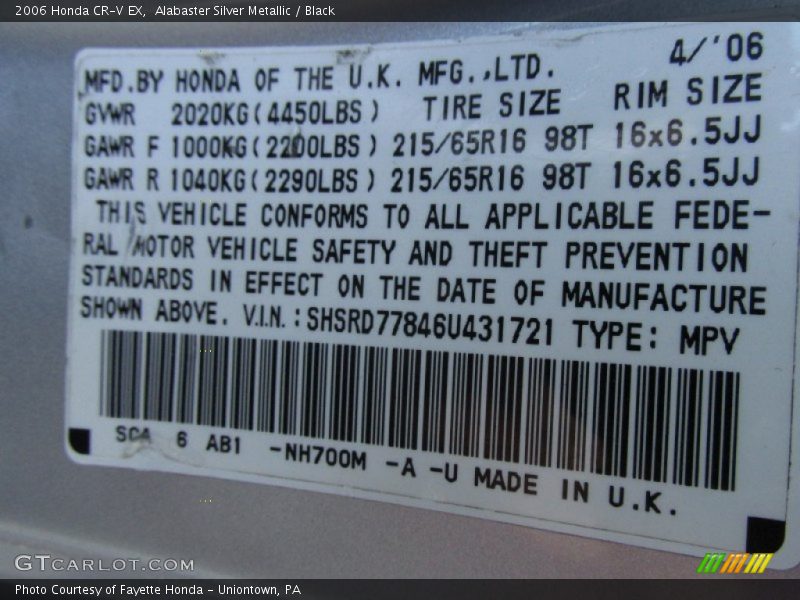 2006 Honda CR-V EX,  Alabaster Silver Metallic / Black
4/'06
MFD.BY HONDA OF THE U.K. MFG.,LTD.
GVWR 2020KG(4450LBS) TIRE SIZE RIM SIZE
GAWR F 1000KG(2200LBS) 215/65R16 98T 16x6.5JJ
GAWR R 1040KG(2290LBS) 215/65R16 98T 16x6.5JJ
THIS VEHICLE CONFORMS TO ALL APPLICABLE FEDE-
RAL MOTOR VEHICLE SAFETY AND THEFT PREVENTION
STANDARDS IN EFFECT ON THE DATE OF MANUFACTURE
SHOWN ABOVE. V.I.N.:SHSRD77846U431721 TYPE: MPV
SCA 6 AB1 -NH700M -A -U MADE IN U.K.
GTCARLOT.COM
Photo Courtesy of Fayette Honda - Uniontown, PA